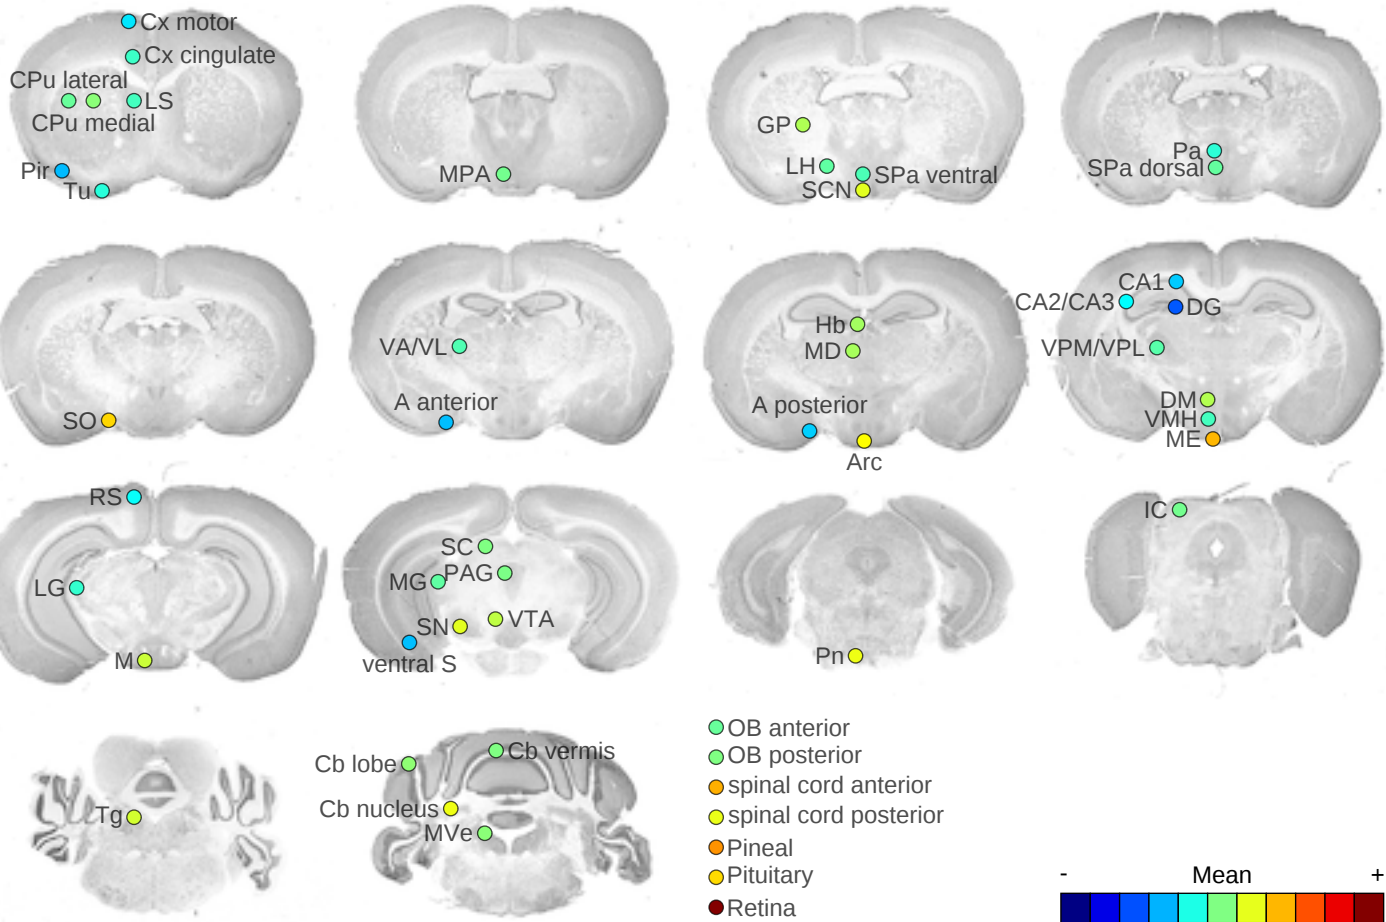 Cx motor
Cx cingulate
CPu lateral
LS
CPu medial
Pir
Tu
MPA
GP
LH
SPa ventral
SCN
Pa
SPa dorsal
SO
VA/VL
A anterior
Hb
MD
A posterior
Arc
CA1
CA2/CA3
DG
VPM/VPL
DM
VMH
ME
RS
LG
M
SC
PAG
MG
VTA
SN
ventral S
Pn
IC
Tg
Cb vermis
Cb lobe
Cb nucleus
MVe
OB anterior
OB posterior
spinal cord anterior
spinal cord posterior
Pineal
Pituitary
Retina
- Mean +